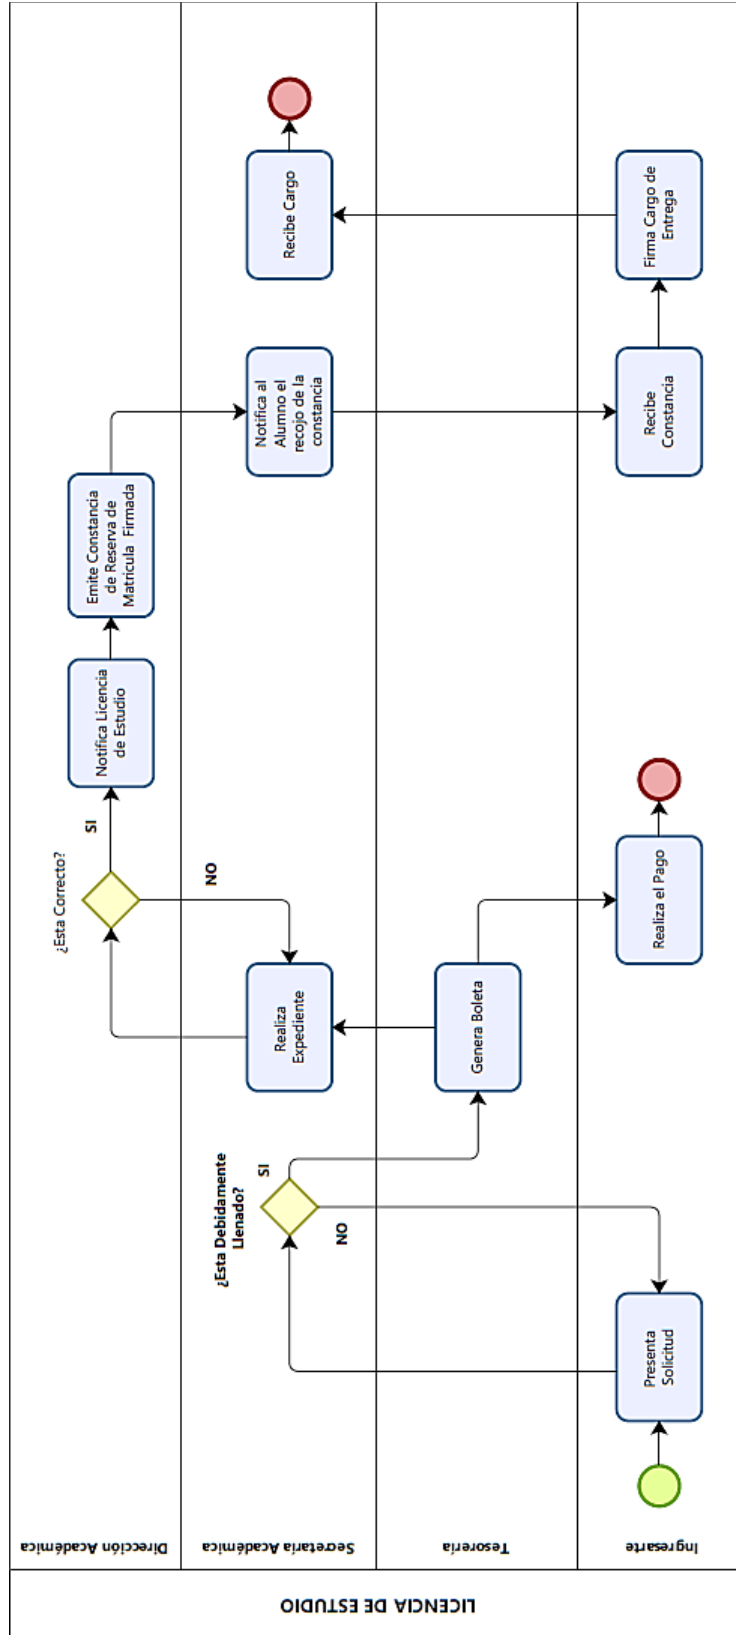 LICENCIA DE ESTUDIO
Dirección Académica
¿Esta Correcto?
SI
NO
Notifica Licencia
de Estudio
Emite Constancia
de Reserva de
Matricula Firmada
Secretaría Académica
¿Esta Debidamente
Llenado?
SI
NO
Realiza
Expediente
Notifica al
Alumno el
recojo de la
constancia
Recibe Cargo
Tesorería
Genera Boleta
Ingresarte
Presenta
Solicitud
Realiza el Pago
Recibe
Constancia
Firma Cargo de
Entrega